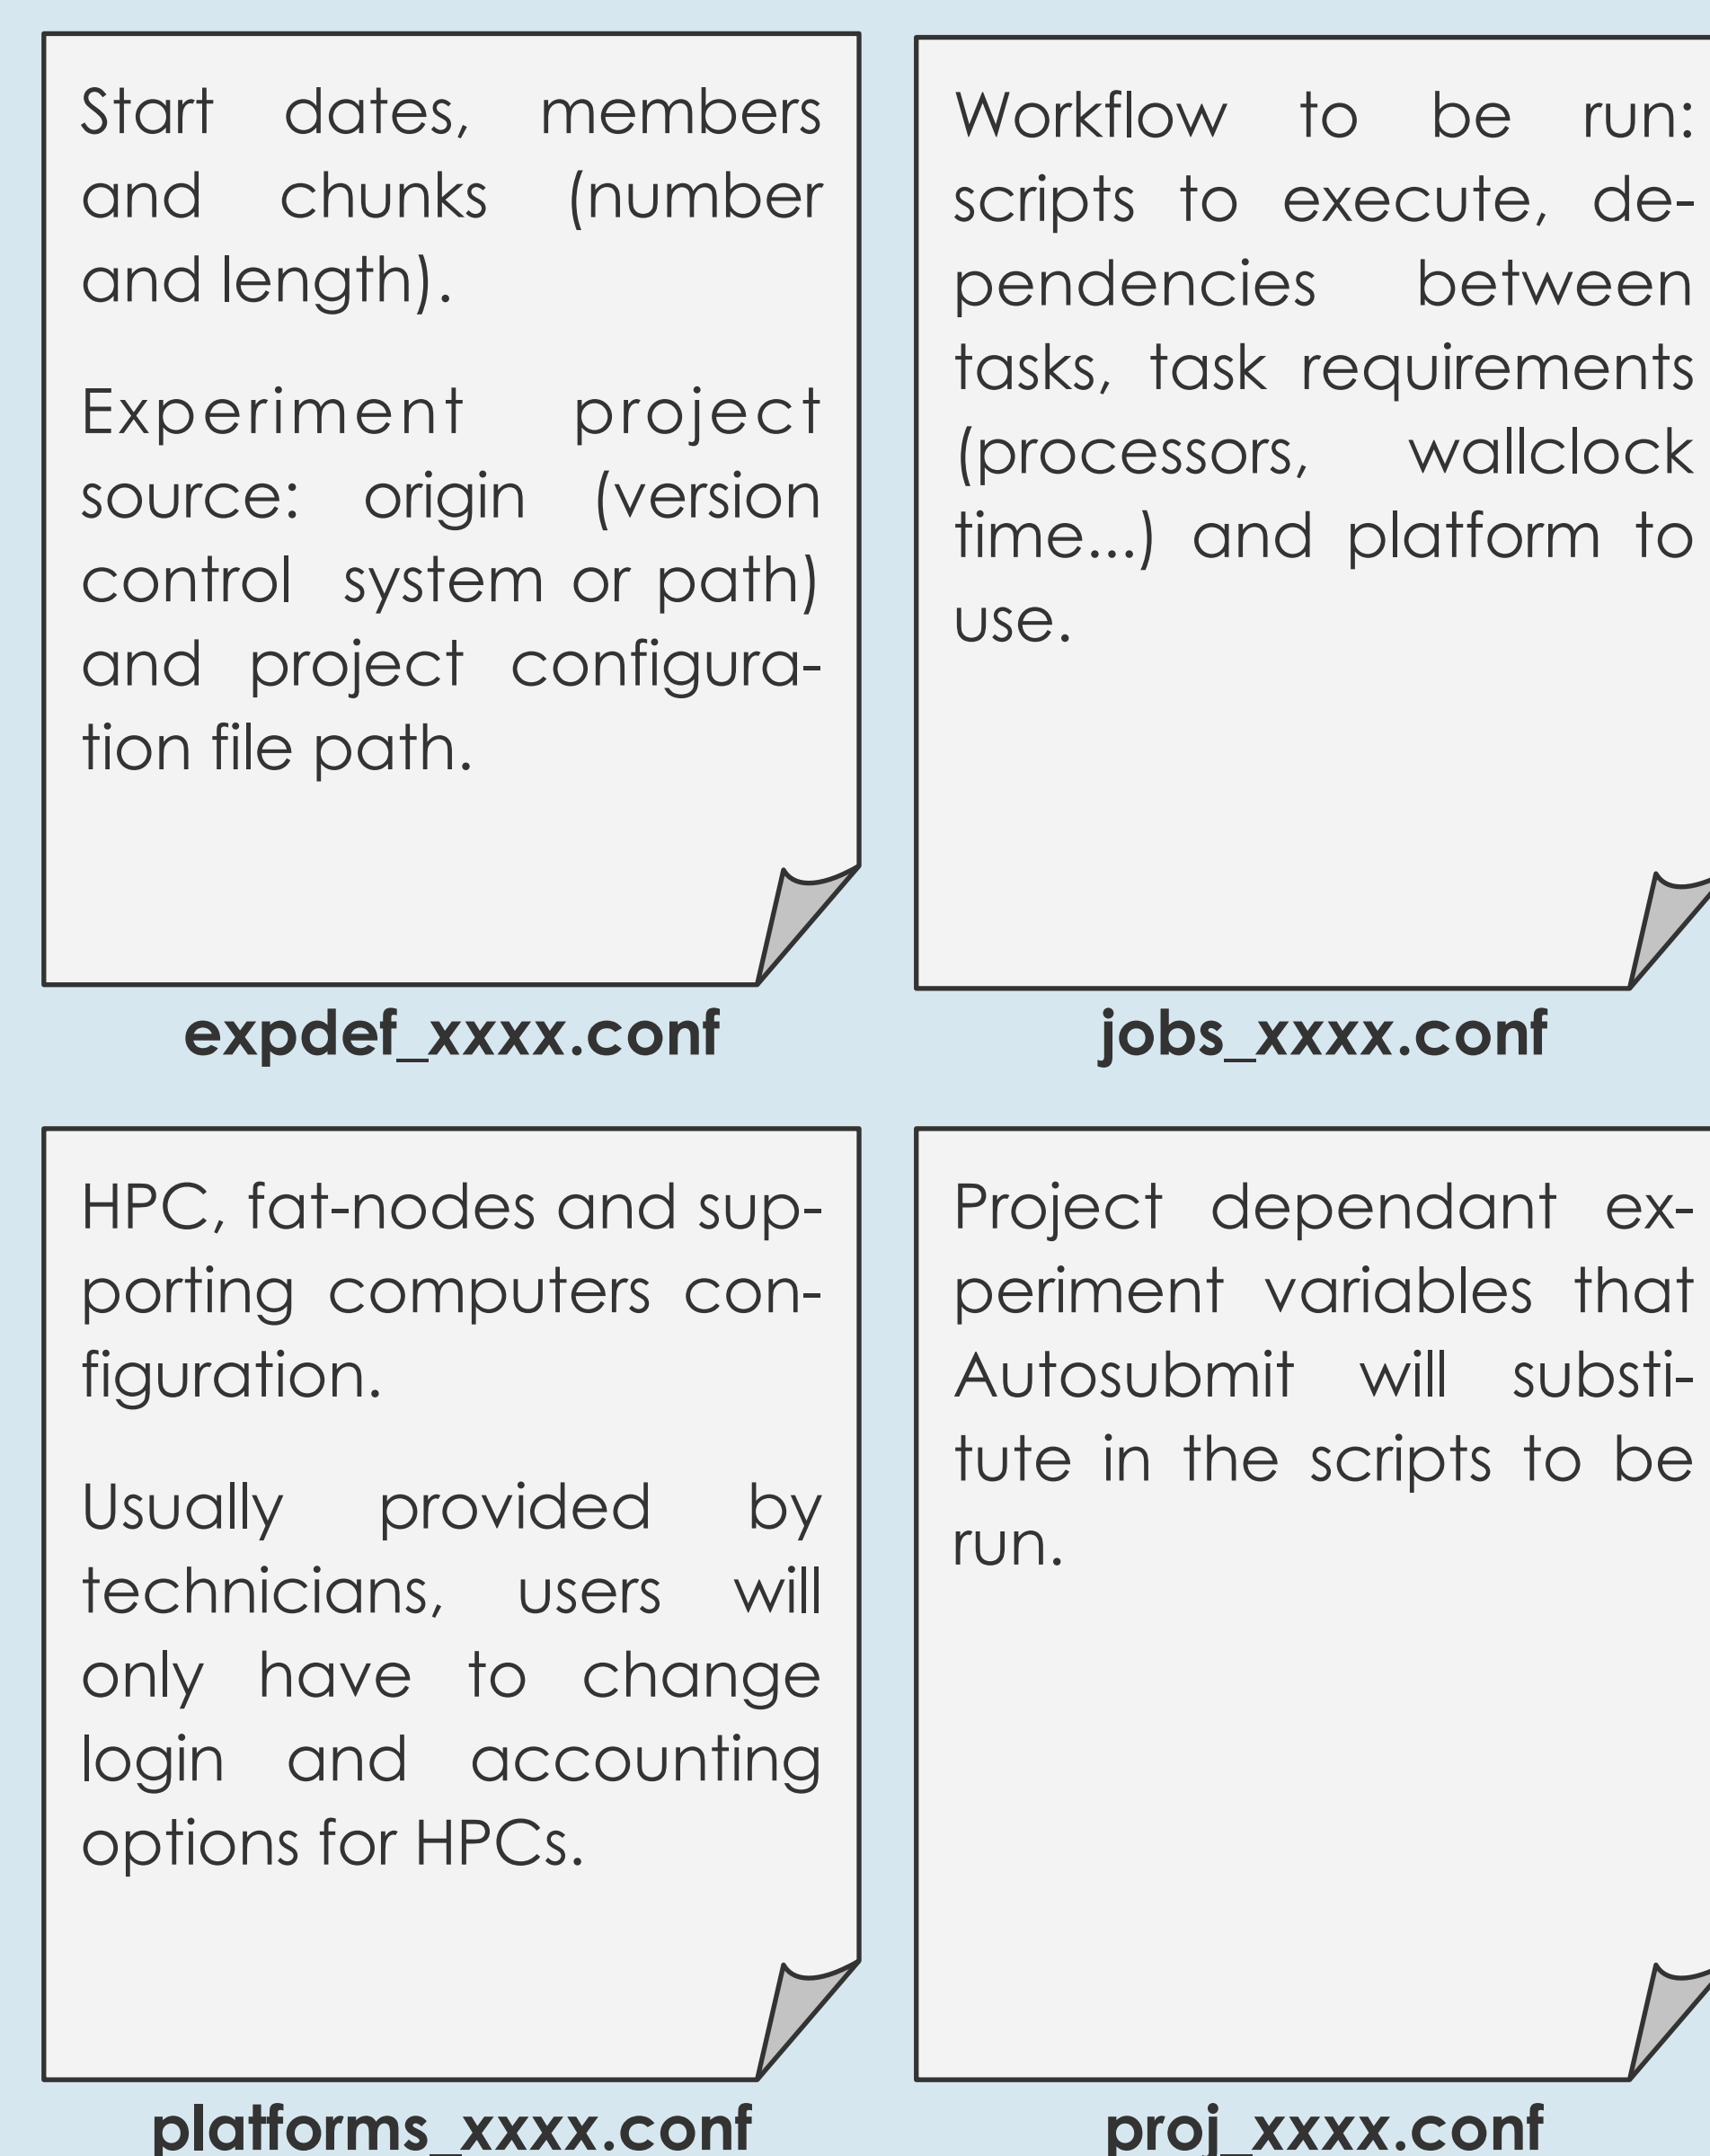 Start dates, members
and chunks (number
and length).
Experiment project
source: origin (version
control system or path)
and project configura-
tion file path.
expdef_xxxx.conf
Workflow to be run:
scripts to execute, de-
pendencies between
tasks, task requirements
(processors, wallclock
time...) and platform to
use.
jobs_xxxx.conf
HPC, fat-nodes and sup-
porting computers con-
figuration.
Usually provided by
technicians, users will
only have to change
login and accounting
options for HPCs.
platforms_xxxx.conf
Project dependant ex-
periment variables that
Autosubmit will substi-
tute in the scripts to be
run.
proj_xxxx.conf